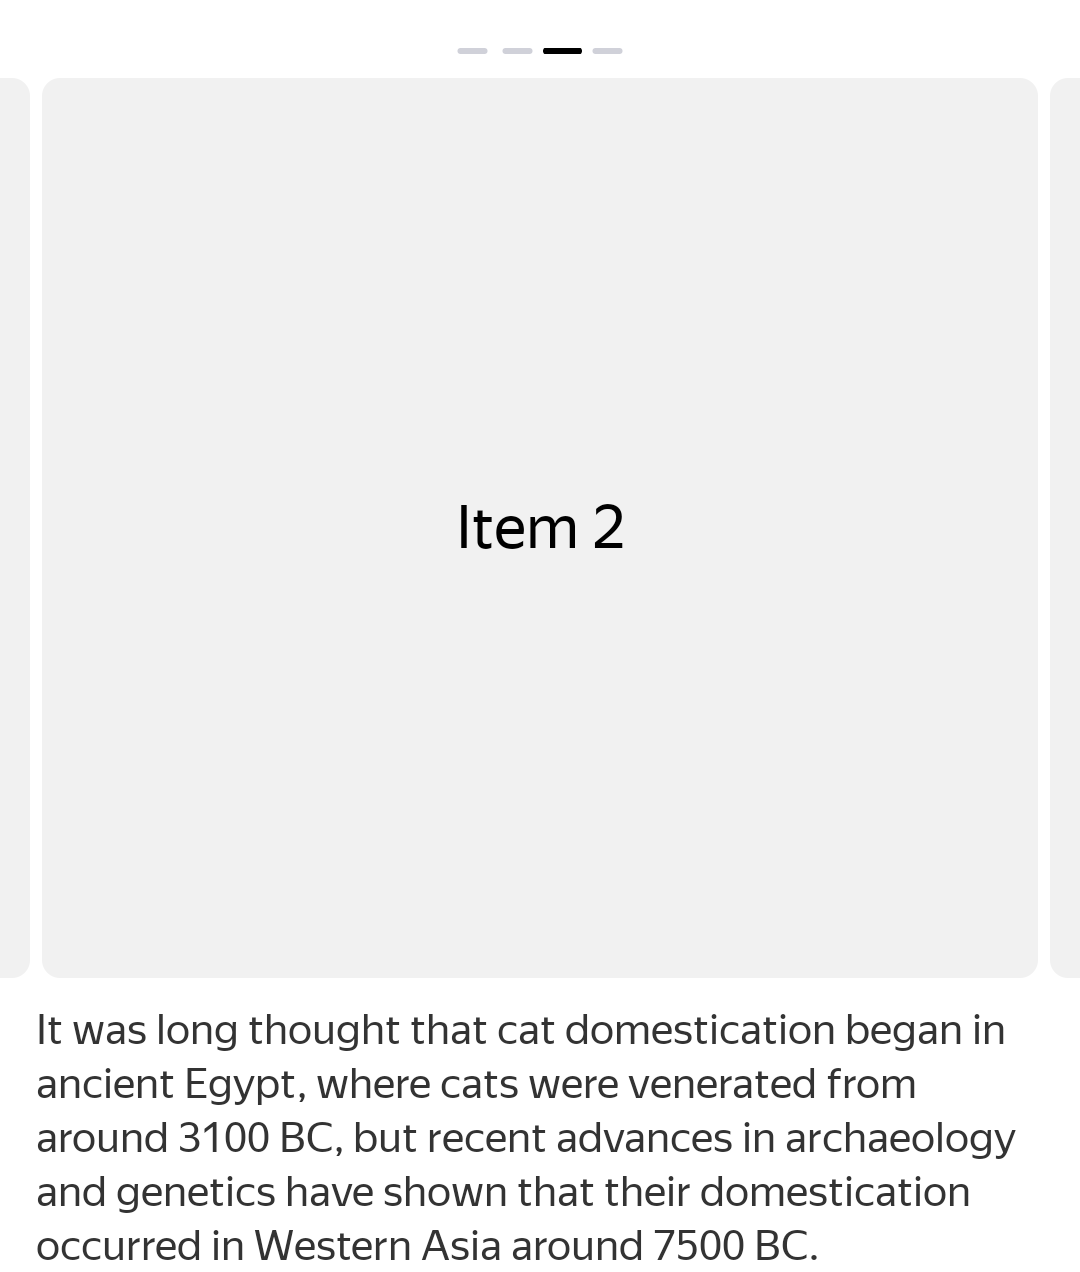 Item 2
It was long thought that cat domestication began in
ancient Egypt, where cats were venerated from
around 3100 BC, but recent advances in archaeology
and genetics have shown that their domestication
occurred in Western Asia around 7500 BC.